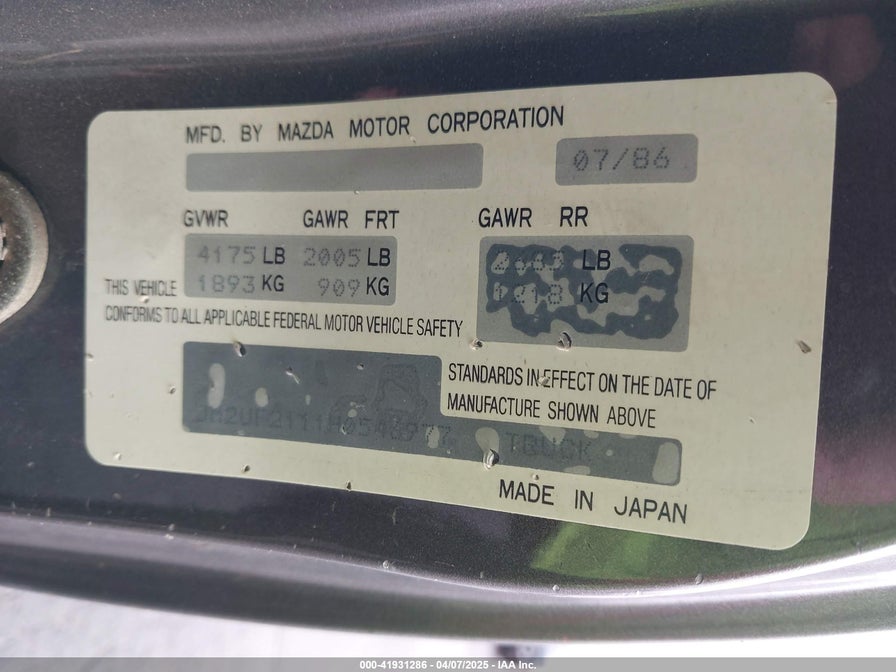 MFD. BY MAZDA MOTOR CORPORATION
07/86
GVWR GAWR FRT GAWR RR
4175 LB 2005 LB LB
1893 KG 909 KG 1218 KG
THIS VEHICLE
CONFORMS TO ALL APPLICABLE FEDERAL MOTOR VEHICLE SAFETY
STANDARDS IN EFFECT ON THE DATE OF
MANUFACTURE SHOWN ABOVE
TRUCK
MADE IN JAPAN
000-41931286 - 04/07/2025 - IAA Inc.